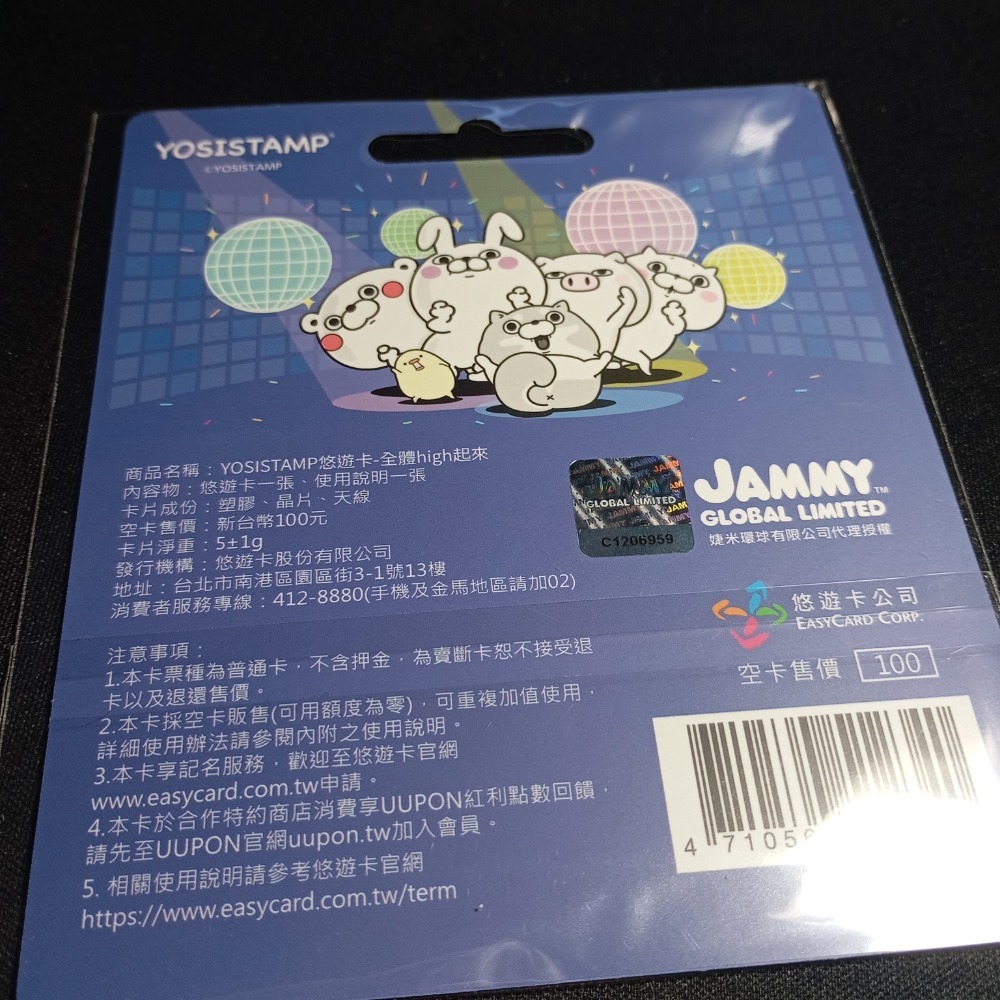 YOSISTAMP
©YOSISTAMP
商品名稱：YOSISTAMP悠遊卡-全體high起來
內容物：悠遊卡一張、使用說明一張
卡片成份：塑膠、晶片、天線
空卡售價：新台幣100元
卡片淨重：5±1g
發行機構：悠遊卡股份有限公司
地址：台北市南港區園區街3-1號13樓
消費者服務專線：412-8880(手機及金馬地區請加02)
GLOBAL LIMITED
C1206959
JAMMY™
GLOBAL LIMITED
婕米環球有限公司代理授權
悠遊卡公司
EASYCARD CORP.
空卡售價 100
注意事項：
1.本卡票種為普通卡，不含押金，為賣斷卡恕不接受退
卡以及退還售價。
2.本卡採空卡販售(可用額度為零)，可重複加值使用，
詳細使用辦法請參閱內附之使用說明。
3.本卡享記名服務，歡迎至悠遊卡官網
www.easycard.com.tw申請。
4.本卡於合作特約商店消費享UUPON紅利點數回饋，
請先至UUPON官網uupon.tw加入會員。
5. 相關使用說明請參考悠遊卡官網
https://www.easycard.com.tw/term
4 7105